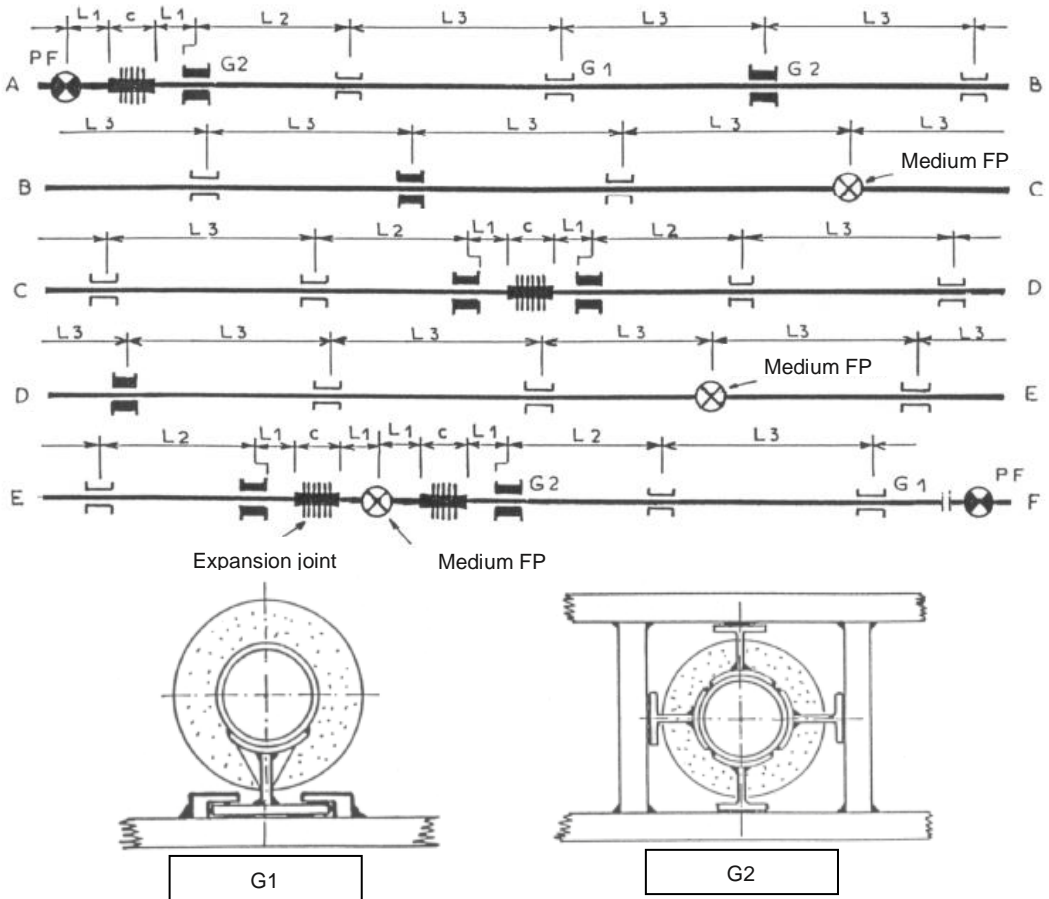 L1 c L1 L2 L3 L3 L3
PF G2 G1 G2
A B
L3 L3 L3 L3 L3
Medium FP
B C
L3 L2 L1 c L1 L2 L3
C D
L3 L3 L3 L3 L3 L3
Medium FP
D E
L2 L1 c L1 L1 c L1 L2 L3
G2 G1 PF
E F
Expansion joint Medium FP
G1 G2